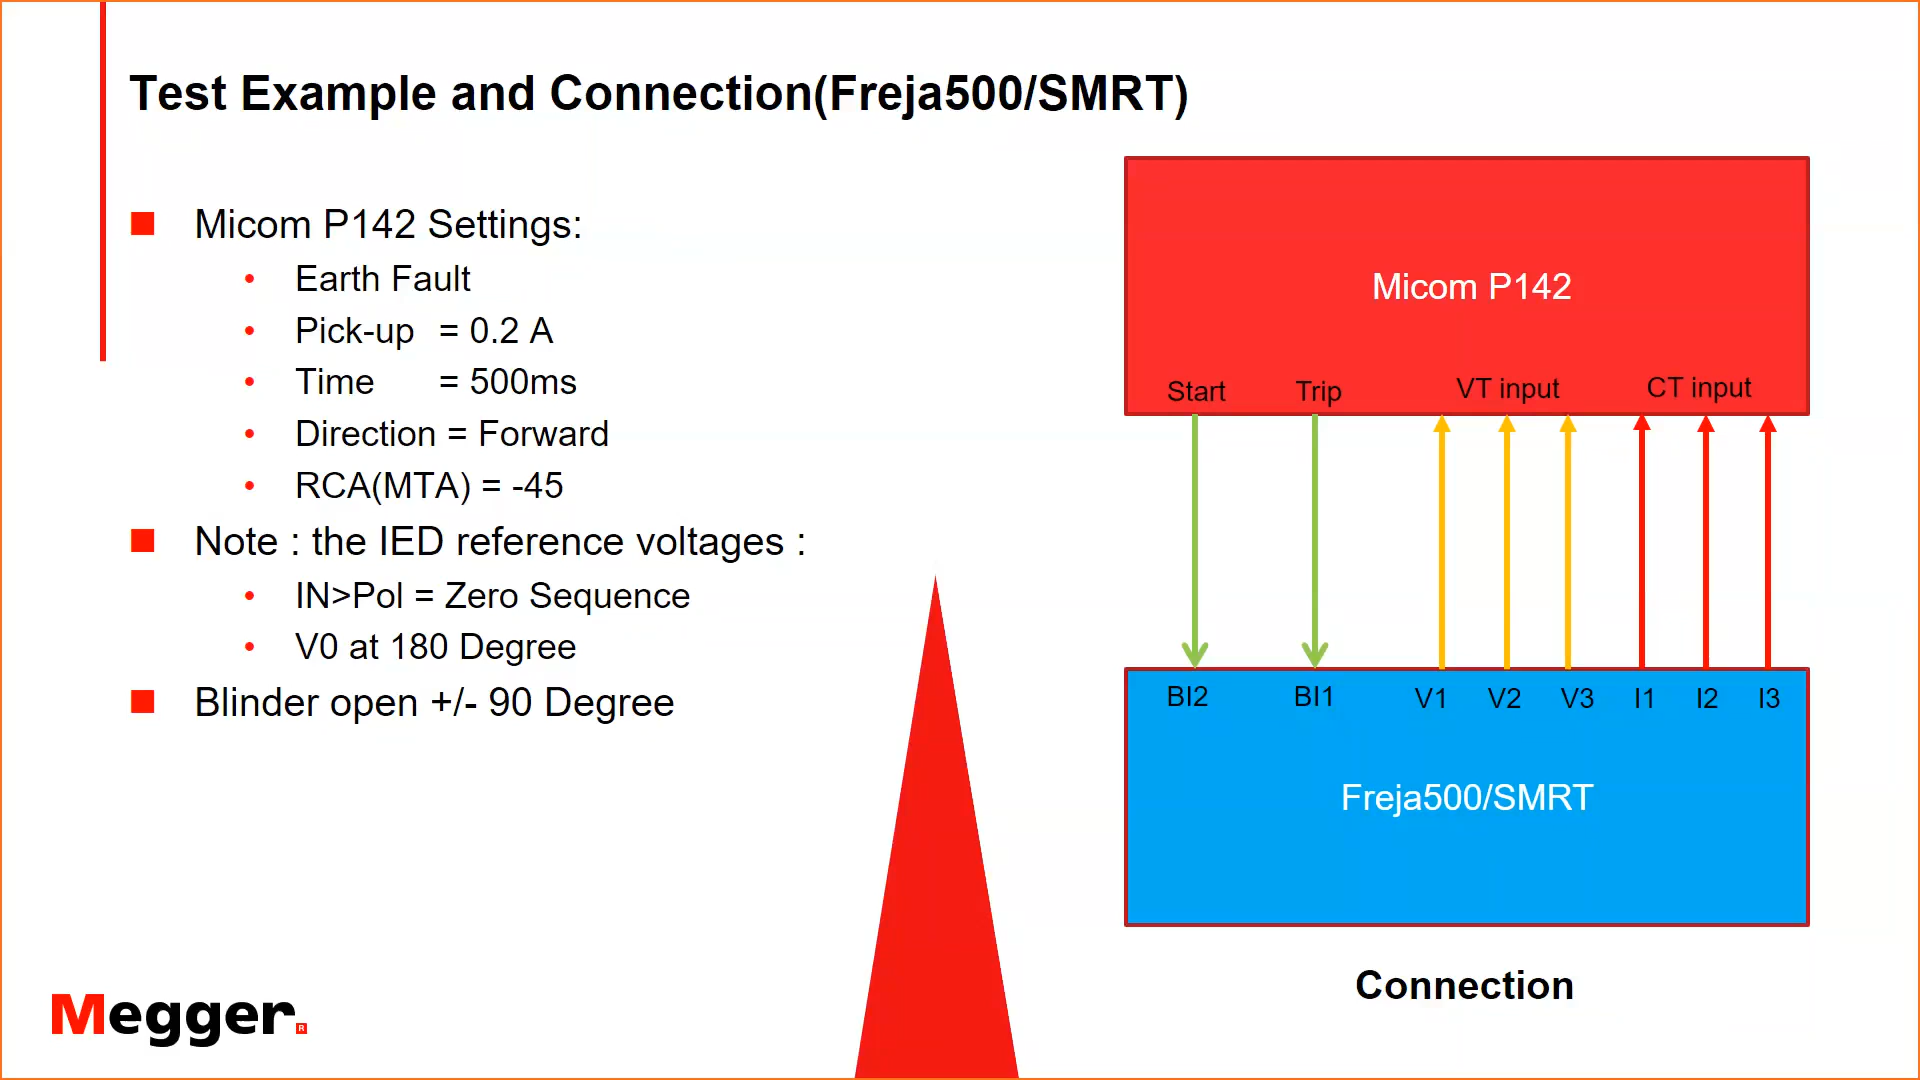 Test Example and Connection(Freja500/SMRT)
Micom P142 Settings:
Earth Fault
Pick-up = 0.2 A
Time = 500ms
Direction = Forward
RCA(MTA) = -45
Note : the IED reference voltages :
IN>Pol = Zero Sequence
V0 at 180 Degree
Blinder open +/- 90 Degree
Micom P142
Start Trip VT input CT input
BI2 BI1 V1 V2 V3 I1 I2 I3
Freja500/SMRT
Connection
Megger.
R